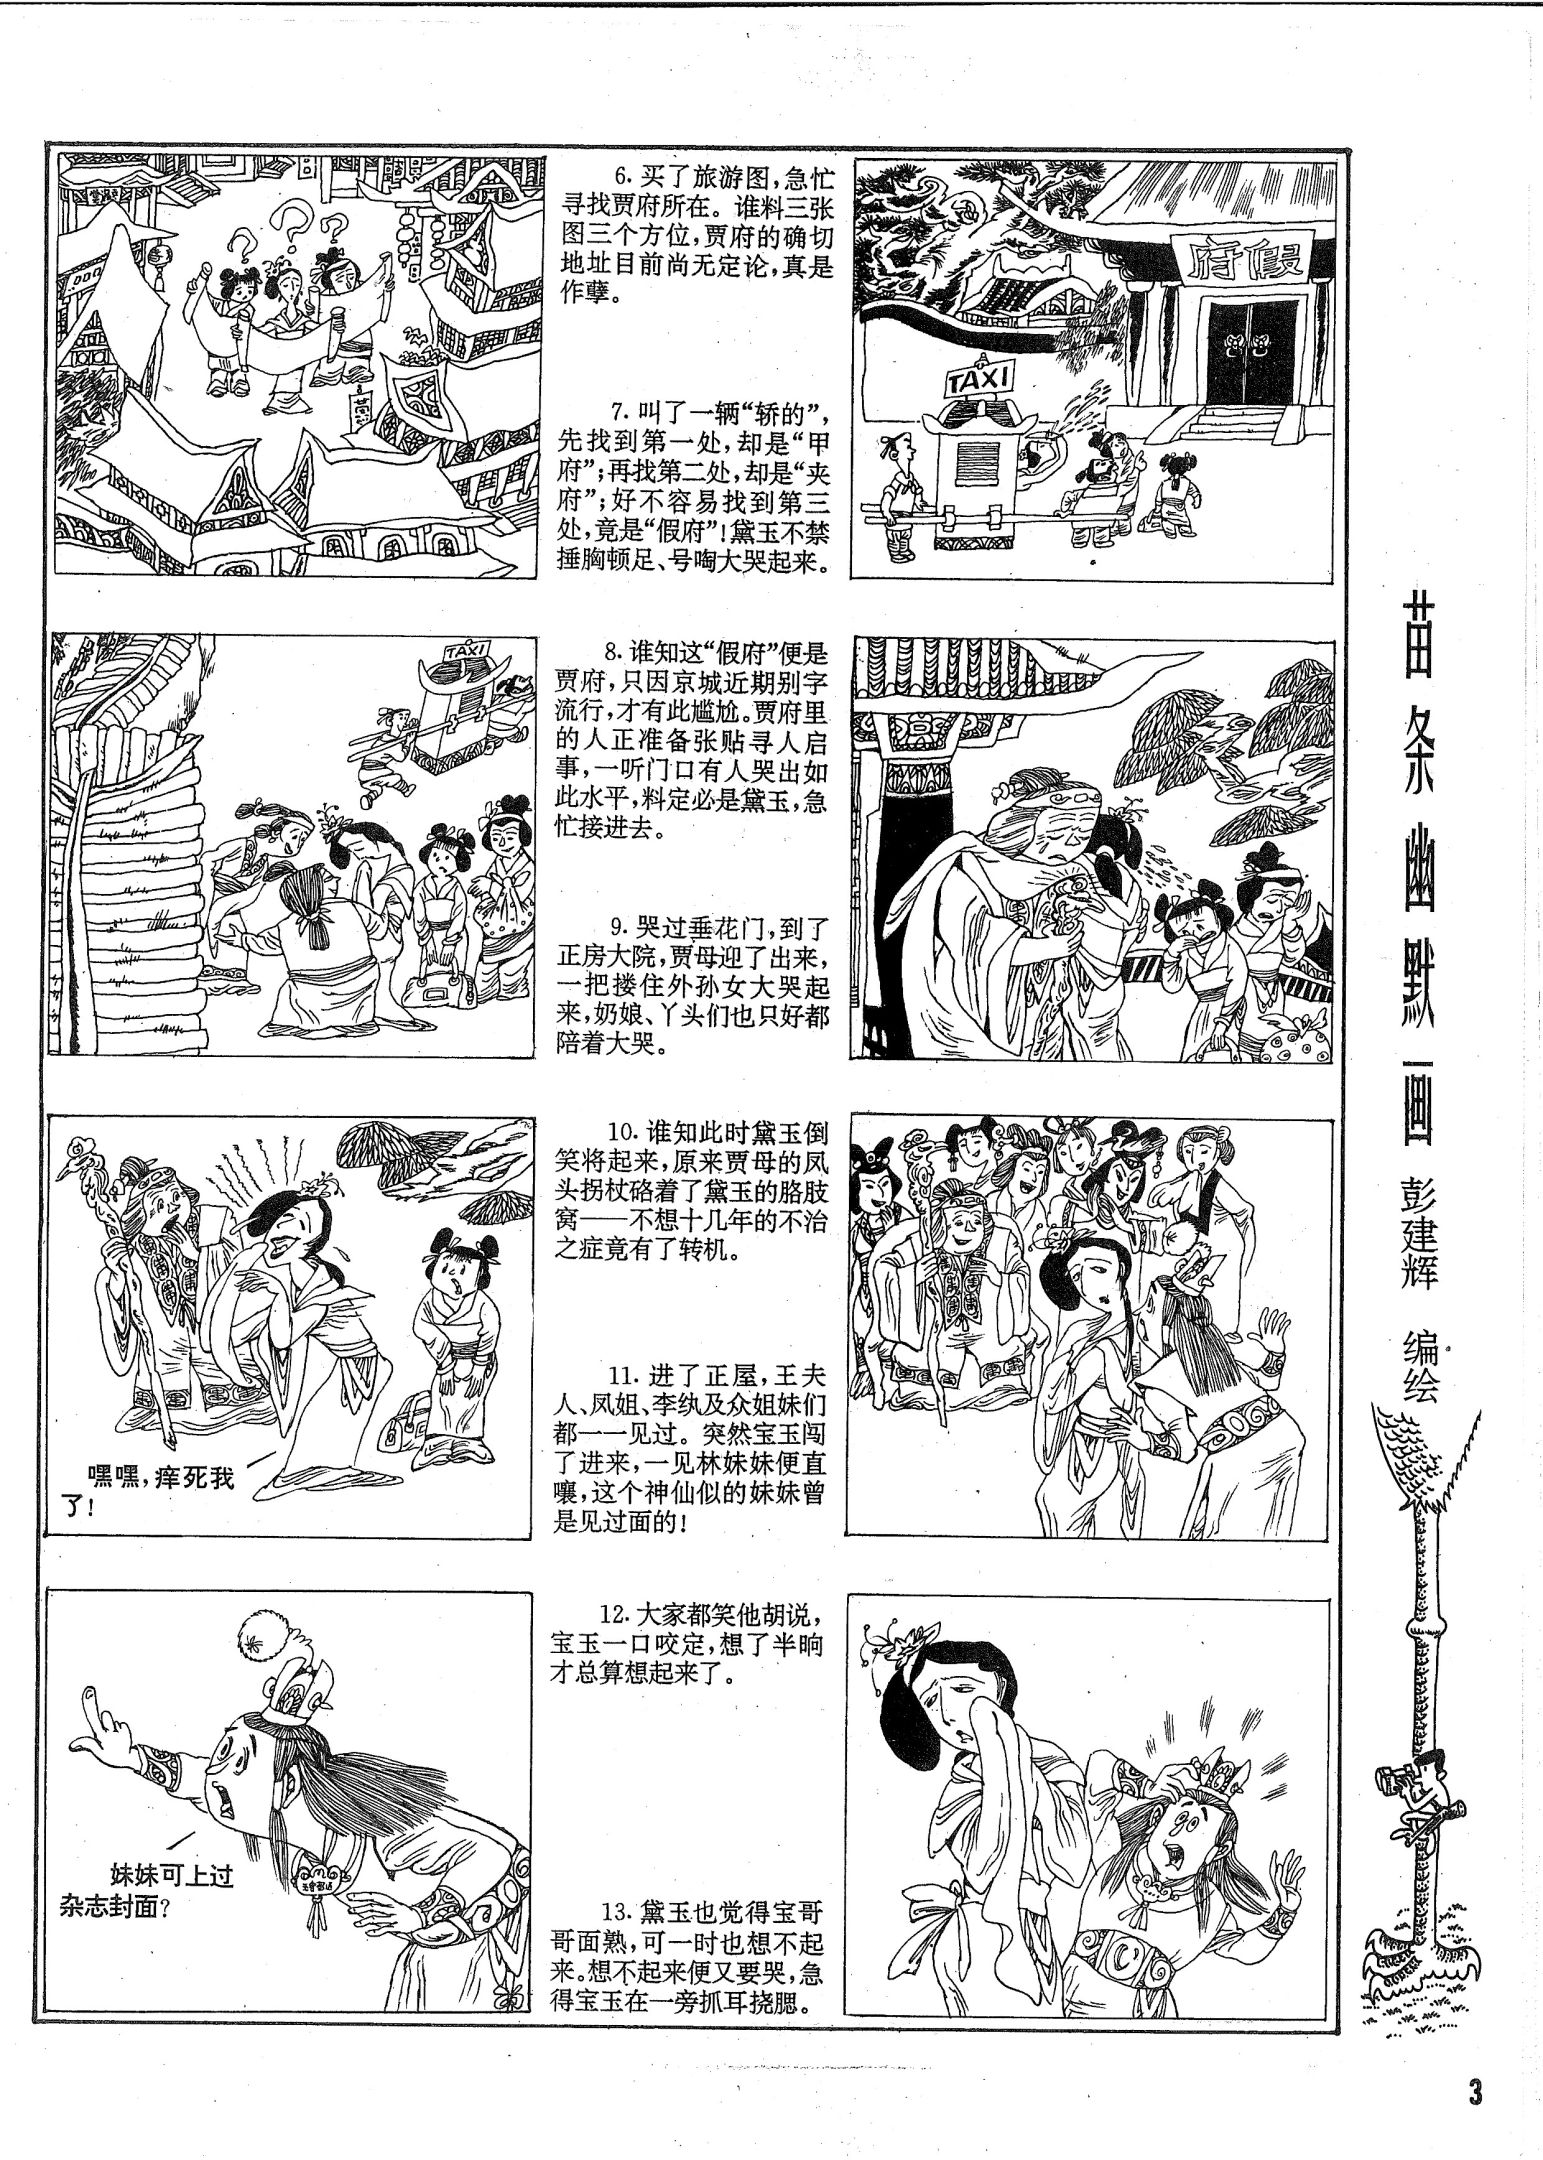 6. 买了旅游图，急忙
寻找贾府所在。谁料三张
图三个方位，贾府的确切
地址目前尚无定论，真是
作孽。
假府
TAXI
7. 叫了一辆“轿的”，
先找到第一处，却是“甲
府”；再找第二处，却是“夹
府”；好不容易找到第三
处，竟是“假府”！黛玉不禁
捶胸顿足、号啕大哭起来。
TAXI
8. 谁知这“假府”便是
贾府，只因京城近期别字
流行，才有此尴尬。贾府里
的人正准备张贴寻人启
事，一听门口有人哭出如
此水平，料定必是黛玉，急
忙接进去。
9. 哭过垂花门，到了
正房大院，贾母迎了出来，
一把搂住外孙女大哭起
来，奶娘、丫头们也只好都
陪着大哭。
10. 谁知此时黛玉倒
笑将起来，原来贾母的凤
头拐杖硌着了黛玉的胳肢
窝——不想十几年的不治
之症竟有了转机。
嘿嘿，痒死我
了！
11. 进了正屋，王夫
人、凤姐、李纨及众姐妹们
都一一见过。突然宝玉闯
了进来，一见林妹妹便直
嚷，这个神仙似的妹妹曾
是见过面的！
12. 大家都笑他胡说，
宝玉一口咬定，想了半晌
才总算想起来了。
妹妹可上过
杂志封面？
13. 黛玉也觉得宝哥
哥面熟，可一时也想不起
来。想不起来便又要哭，急
得宝玉在一旁抓耳挠腮。
苗条幽默画
彭建辉 编绘
3